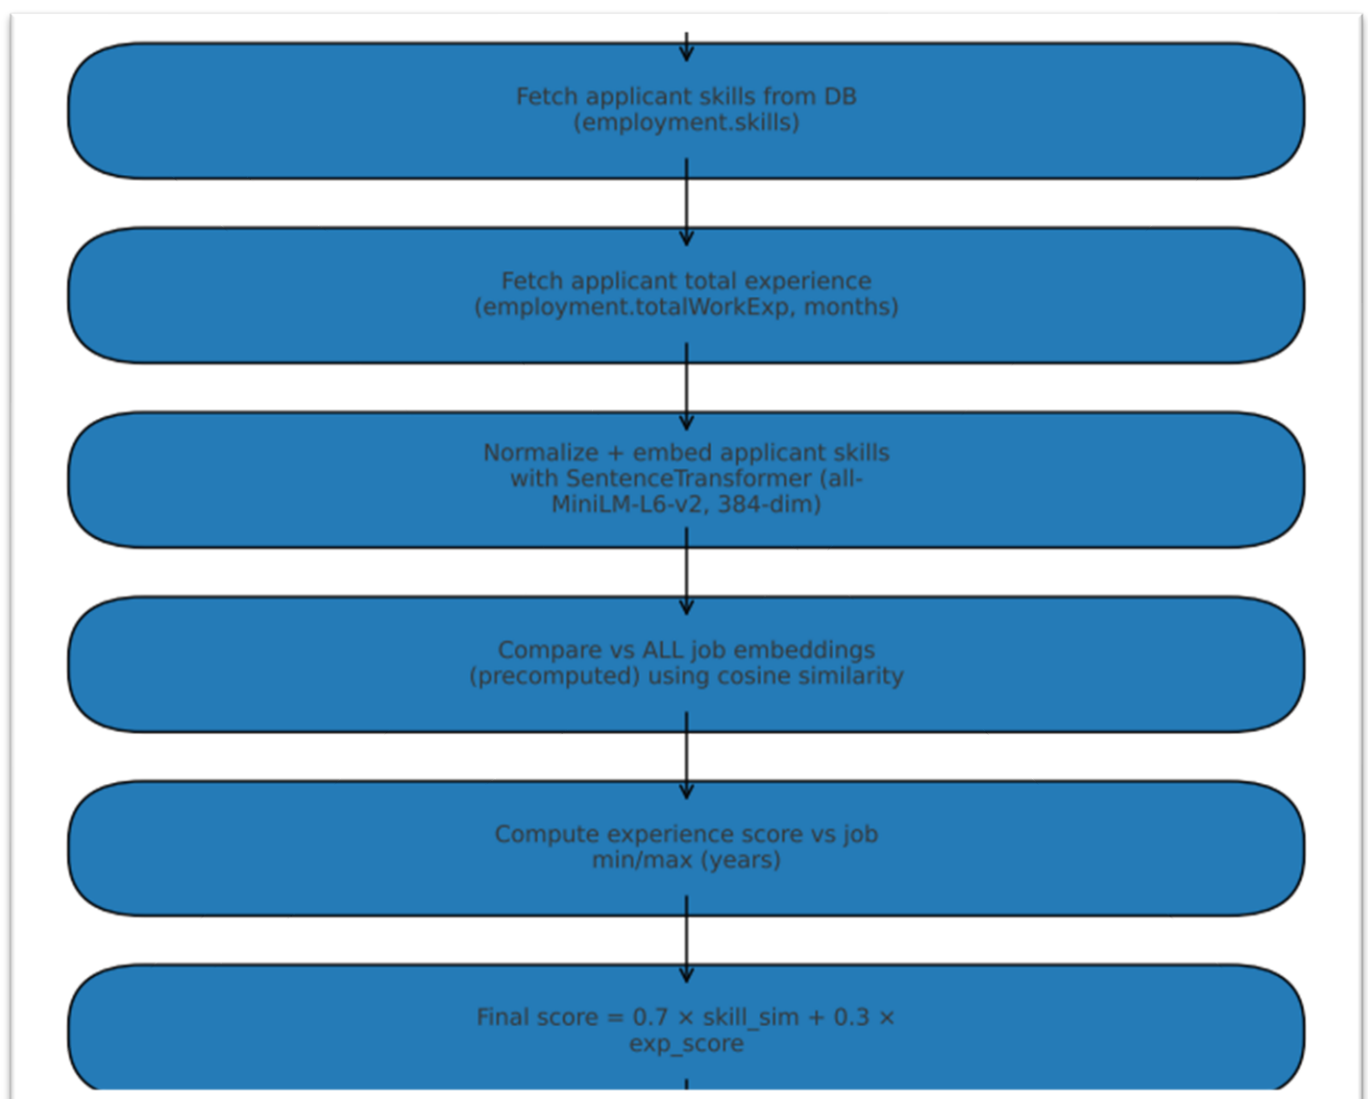 Fetch applicant skills from DB
(employment.skills)
Fetch applicant total experience
(employment.totalWorkExp, months)
Normalize + embed applicant skills
with SentenceTransformer (all-
MiniLM-L6-v2, 384-dim)
Compare vs ALL job embeddings
(precomputed) using cosine similarity
Compute experience score vs job
min/max (years)
Final score = 0.7 × skill_sim + 0.3 ×
exp_score